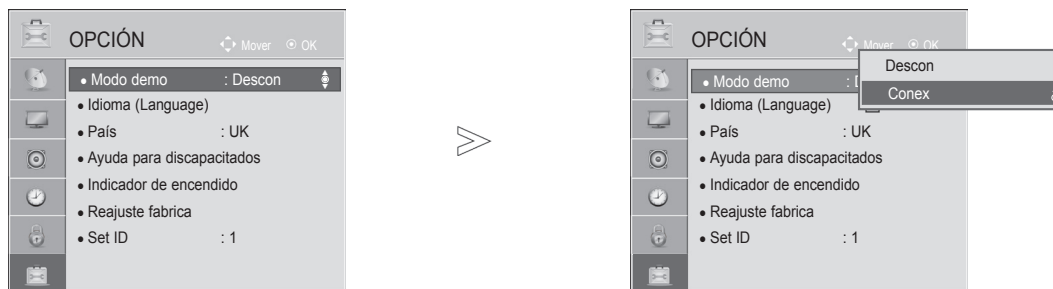 OPCIÓN
Mover OK
• Modo demo : Descon
• Idioma (Language)
• País : UK
• Ayuda para discapacitados
• Indicador de encendido
• Reajuste fabrica
• Set ID : 1
OPCIÓN
Mover OK
Descon
Conex
• Modo demo :
• Idioma (Language)
• País : UK
• Ayuda para discapacitados
• Indicador de encendido
• Reajuste fabrica
• Set ID : 1